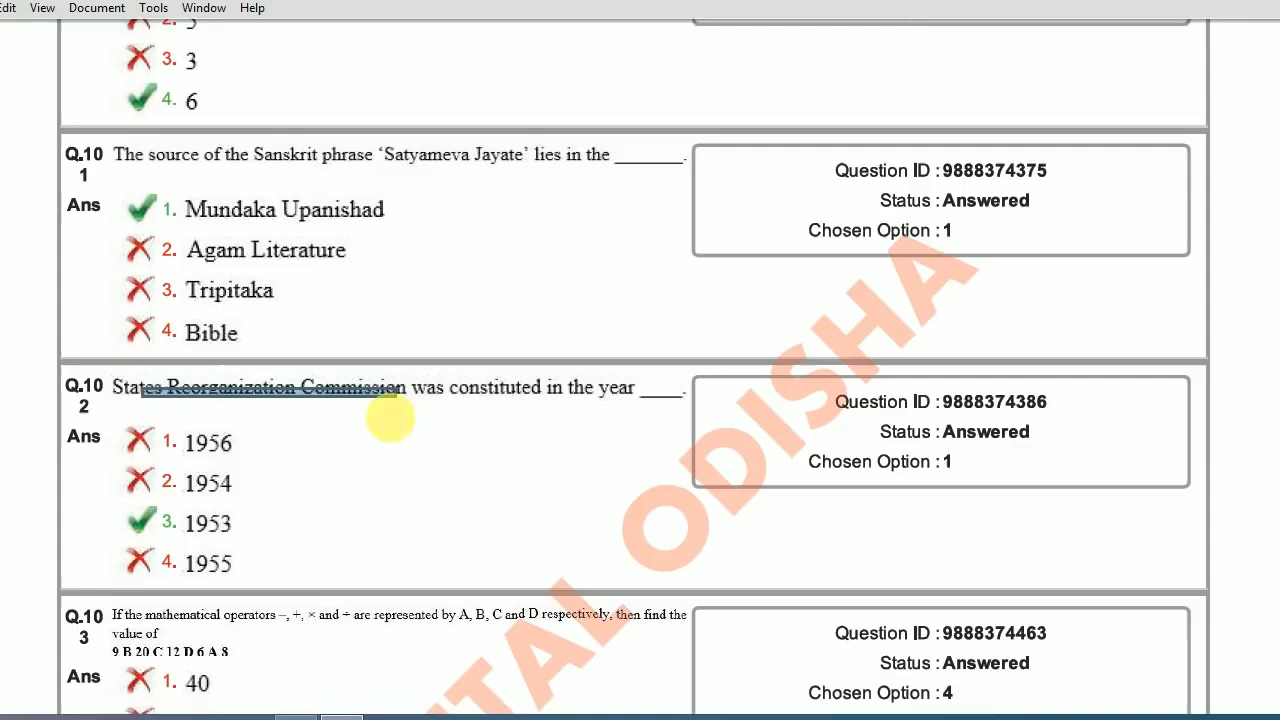 Edit View Document Tools Window Help
2. 5
3. 3
4. 6
Q.10 The source of the Sanskrit phrase ‘Satyameva Jayate’ lies in the _______.
1
Ans 1. Mundaka Upanishad
2. Agam Literature
3. Tripitaka
4. Bible
Question ID : 9888374375
Status : Answered
Chosen Option : 1
Q.10 States Reorganization Commission was constituted in the year ____.
2
Ans 1. 1956
2. 1954
3. 1953
4. 1955
Question ID : 9888374386
Status : Answered
Chosen Option : 1
Q.10 If the mathematical operators –, +, × and ÷ are represented by A, B, C and D respectively, then find the
3 value of
9 B 20 C 12 D 6 A 8
Ans 1. 40
Question ID : 9888374463
Status : Answered
Chosen Option : 4
ITAL ODISHA